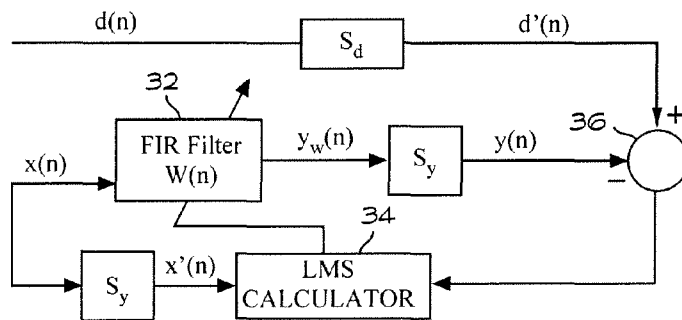 d(n)
S_d
d'(n)
+
32
36
FIR Filter
W(n)
y_w(n)
S_y
y(n)
−
x(n)
34
S_y
x'(n)
LMS
CALCULATOR